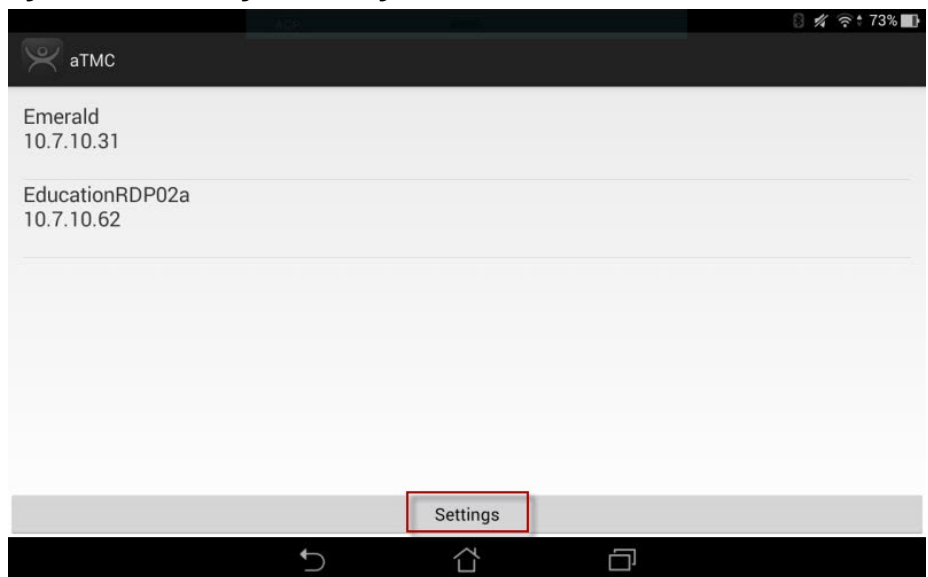 73%
aTMC
Emerald
10.7.10.31
EducationRDP02a
10.7.10.62
Settings